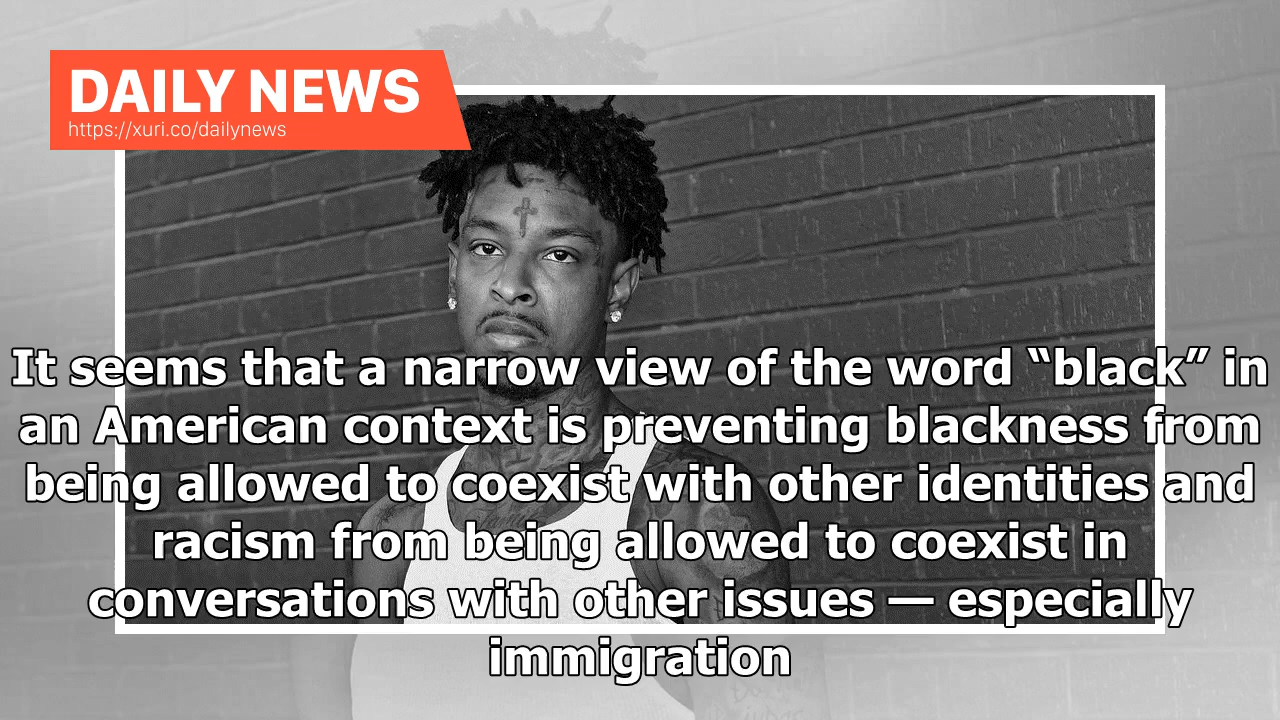 DAILY NEWS
https://xuri.co/dailynews
It seems that a narrow view of the word “black” in
an American context is preventing blackness from
being allowed to coexist with other identities and
racism from being allowed to coexist in
conversations with other issues — especially
immigration